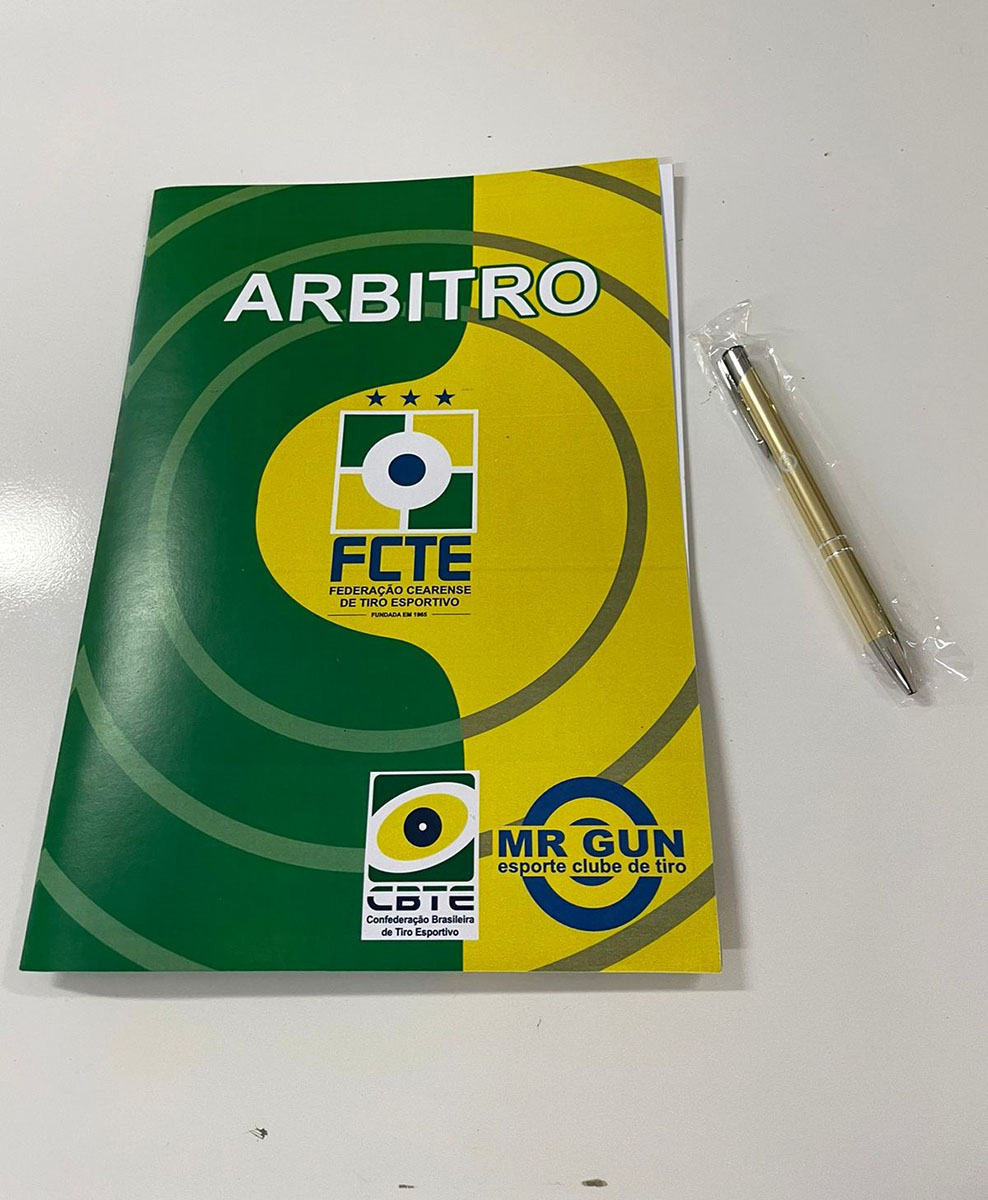 ARBITRO
FCTE
FEDERAÇÃO CEARENSE
DE TIRO ESPORTIVO
FUNDADA EM 1965
CBTE
Confederação Brasileira
de Tiro Esportivo
MR GUN
esporte clube de tiro